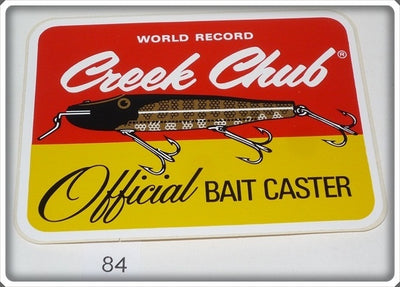 WORLD RECORD
Creek Chub®
Official BAIT CASTER
84